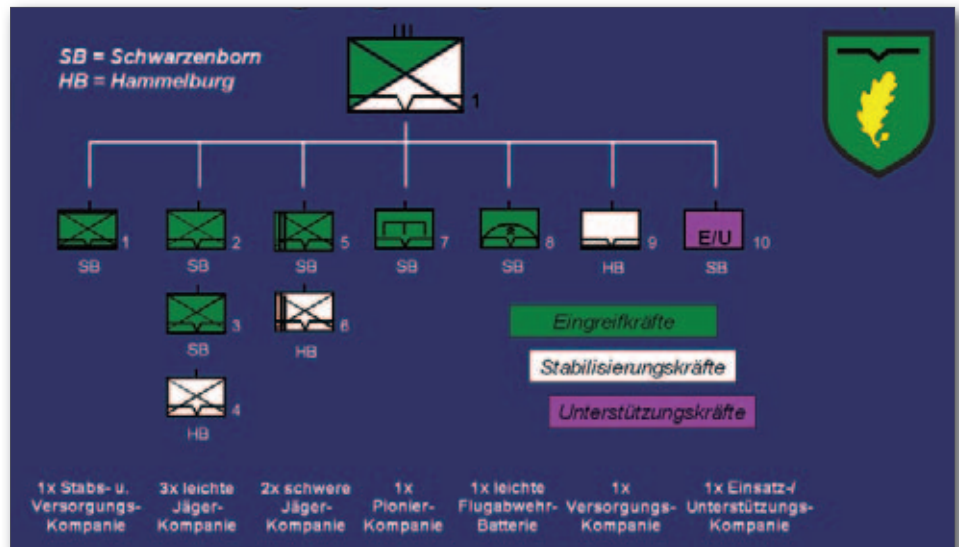 SB = Schwarzenborn
HB = Hammelburg
1
1
SB
2
SB
5
SB
7
SB
8
SB
9
HB
E/U
10
SB
3
SB
6
HB
4
HB
Eingreifkräfte
Stabilisierungskräfte
Unterstützungskräfte
1x Stabs- u.
Versorgungs-
Kompanie
3x leichte
Jäger-
Kompanie
2x schwere
Jäger-
Kompanie
1x
Pionier-
Kompanie
1x leichte
Flugabwehr-
Batterie
1x
Versorgungs-
Kompanie
1x Einsatz-/
Unterstützungs-
Kompanie